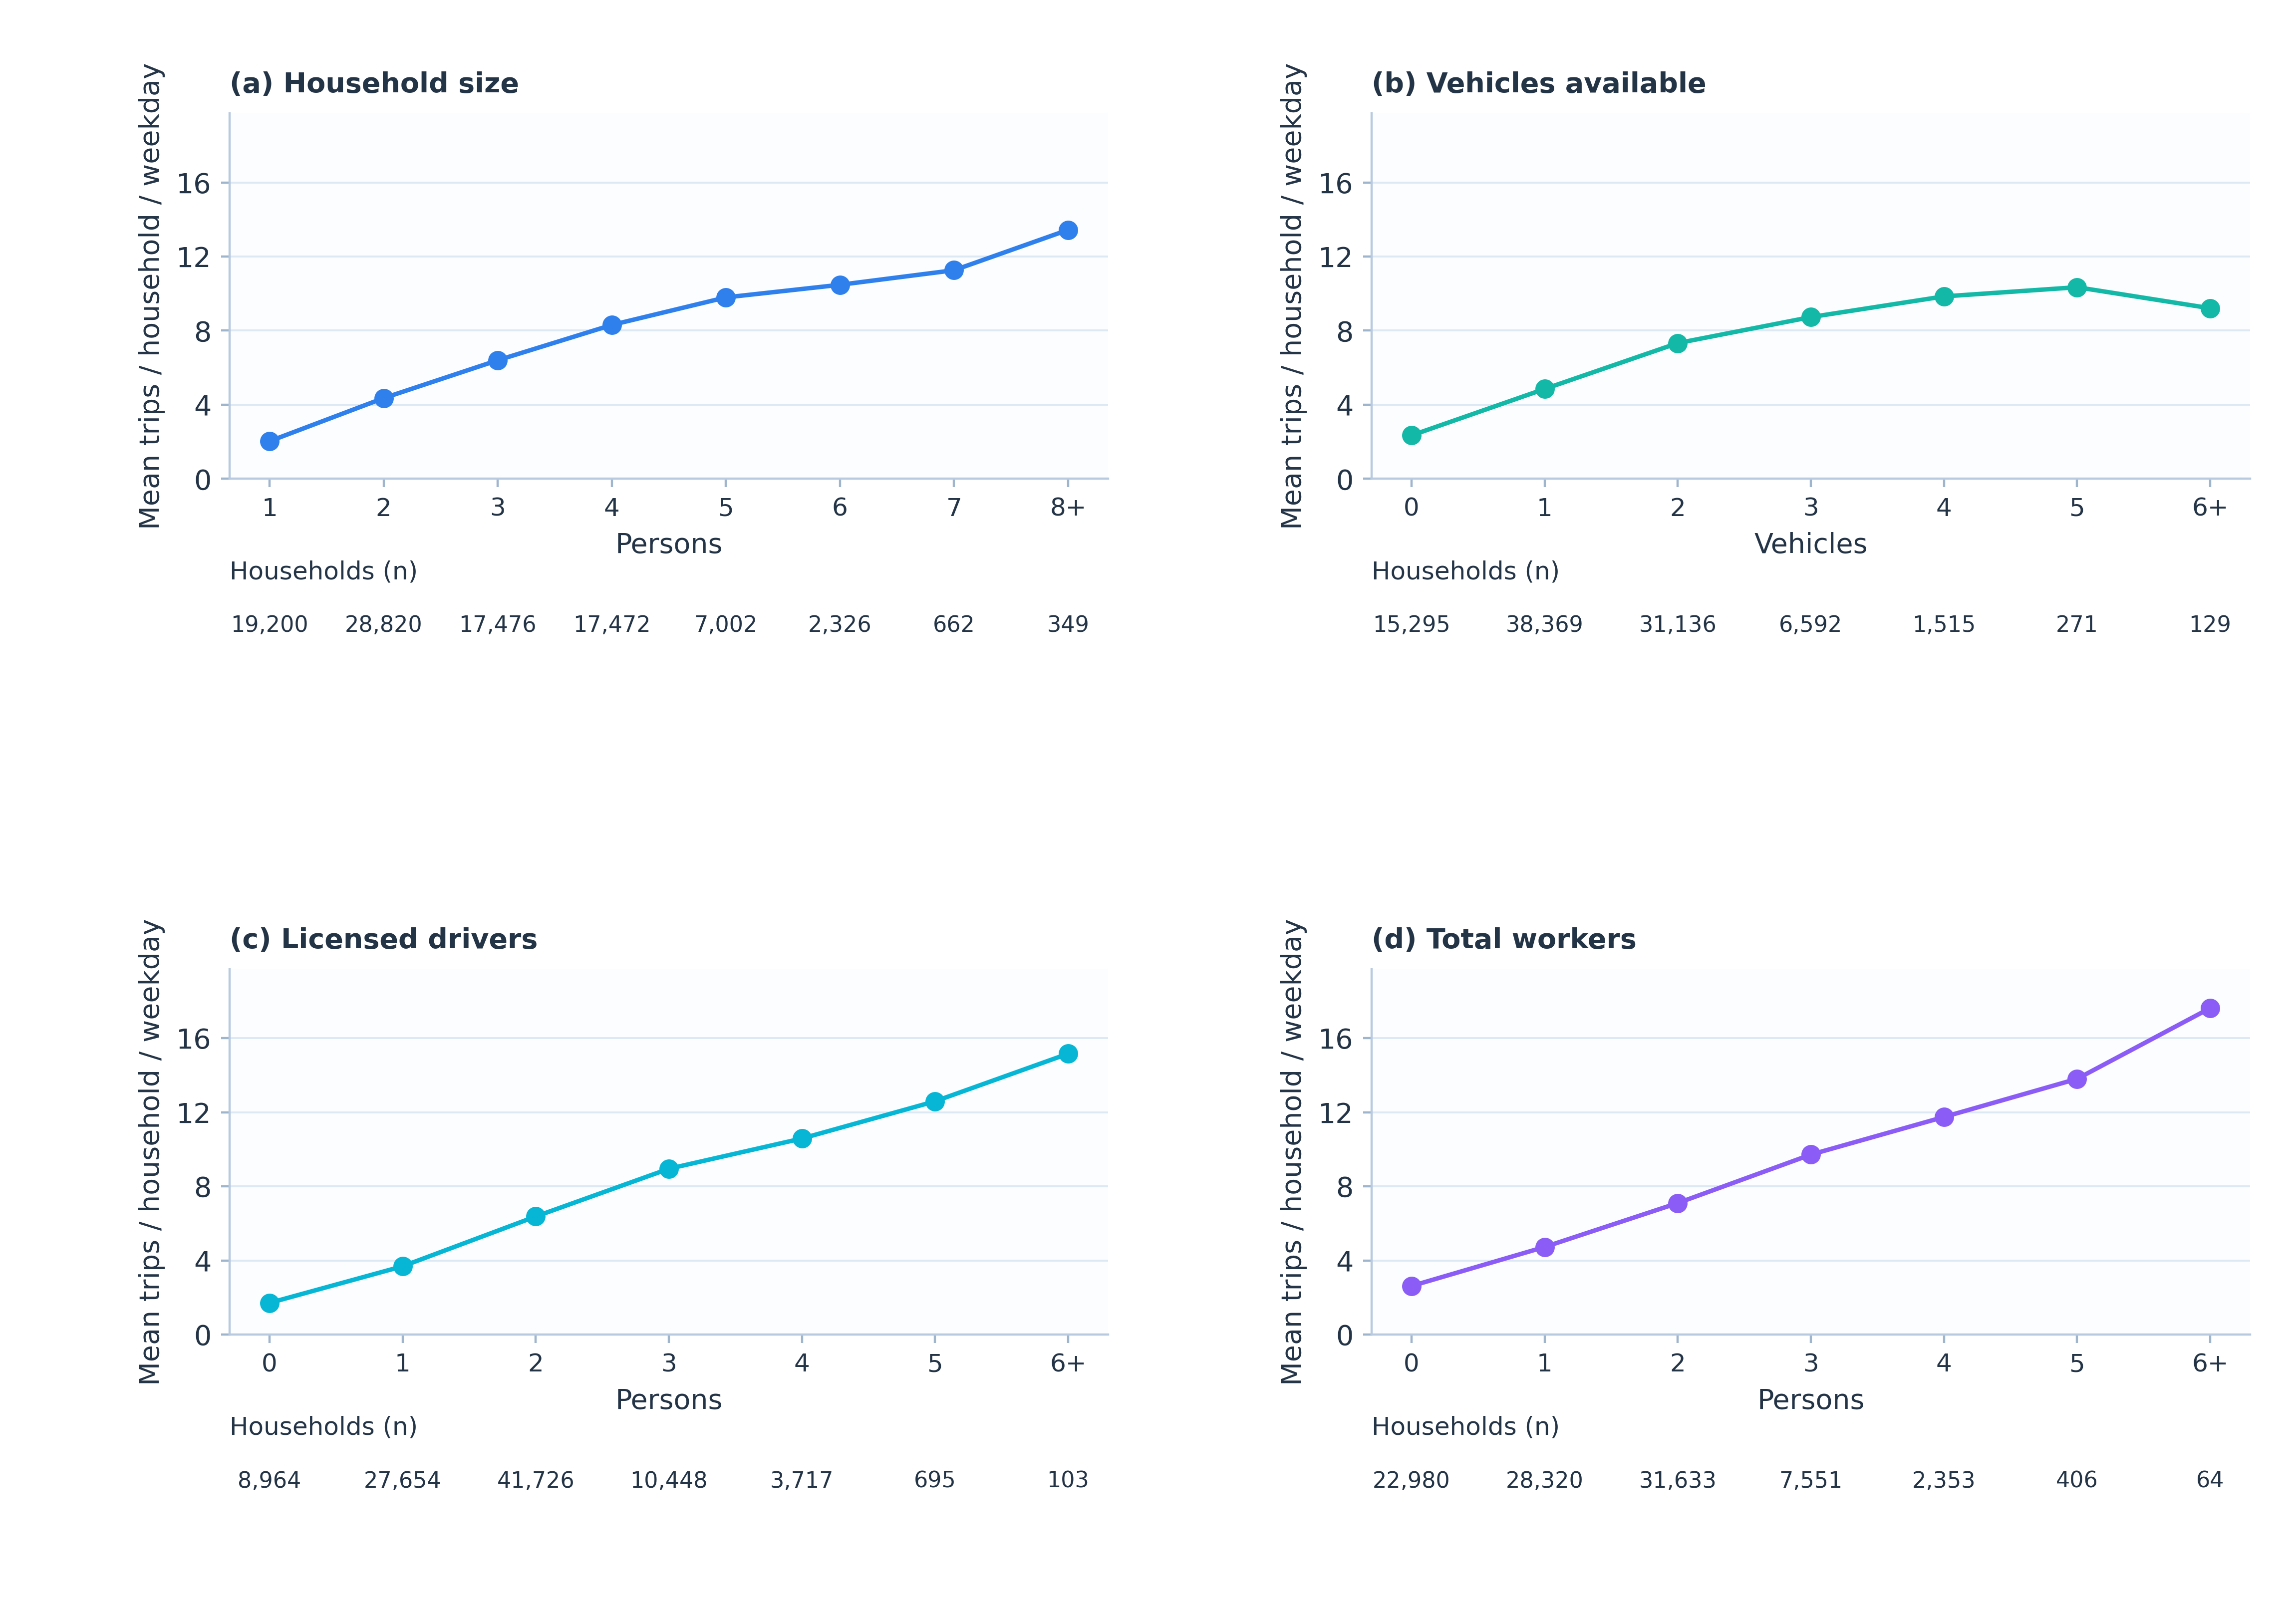 (a) Household size
Mean trips / household / weekday
16
12
8
4
0
1 2 3 4 5 6 7 8+
Persons
Households (n)
19,200 28,820 17,476 17,472 7,002 2,326 662 349
(b) Vehicles available
Mean trips / household / weekday
16
12
8
4
0
0 1 2 3 4 5 6+
Vehicles
Households (n)
15,295 38,369 31,136 6,592 1,515 271 129
(c) Licensed drivers
Mean trips / household / weekday
16
12
8
4
0
0 1 2 3 4 5 6+
Persons
Households (n)
8,964 27,654 41,726 10,448 3,717 695 103
(d) Total workers
Mean trips / household / weekday
16
12
8
4
0
0 1 2 3 4 5 6+
Persons
Households (n)
22,980 28,320 31,633 7,551 2,353 406 64